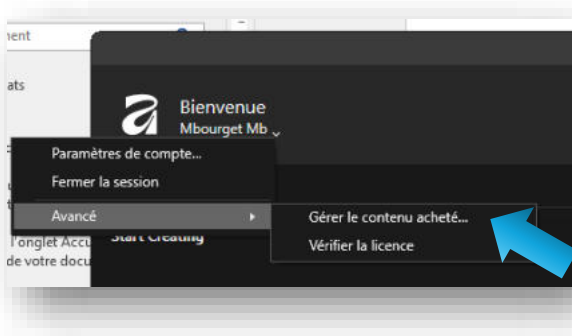 ment
ats
Bienvenue
Mbourget Mb
Paramètres de compte...
Fermer la session
Avancé
Gérer le contenu acheté...
Vérifier la licence
Start Creating
l'onglet Accu
de votre docu